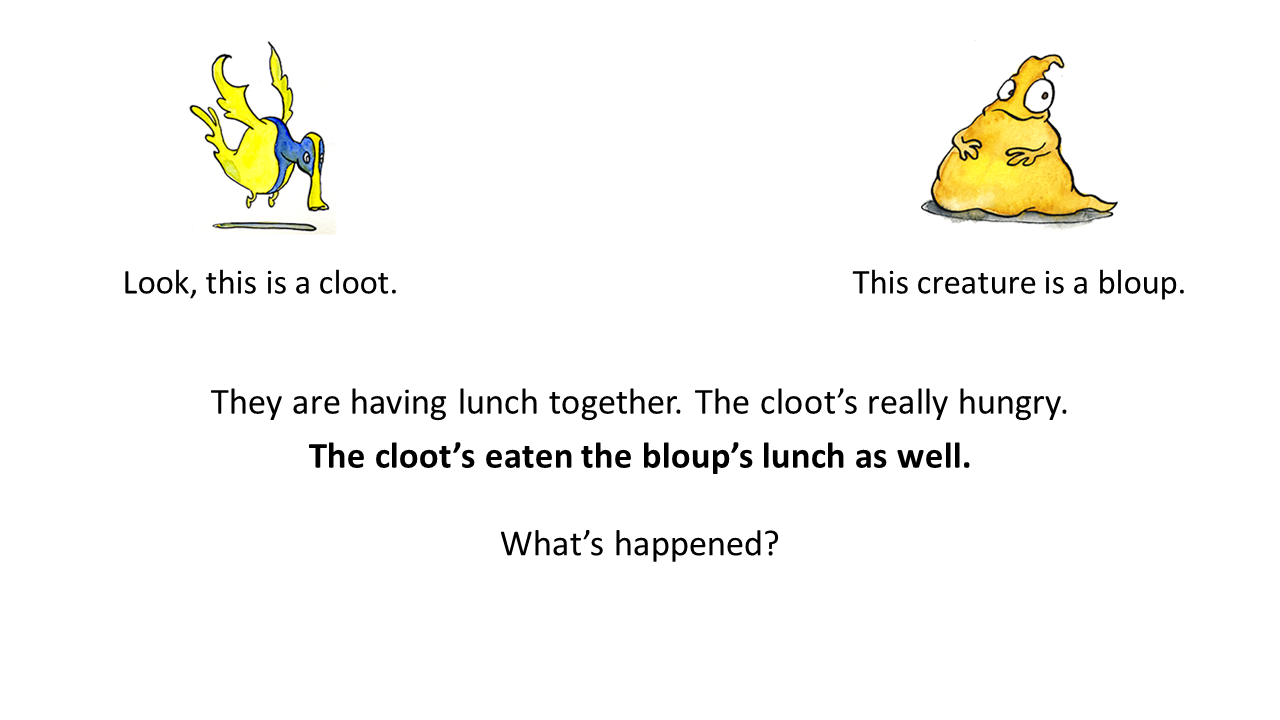 Look, this is a cloot.
This creature is a bloup.
They are having lunch together. The cloot’s really hungry.
The cloot’s eaten the bloup’s lunch as well.
What’s happened?